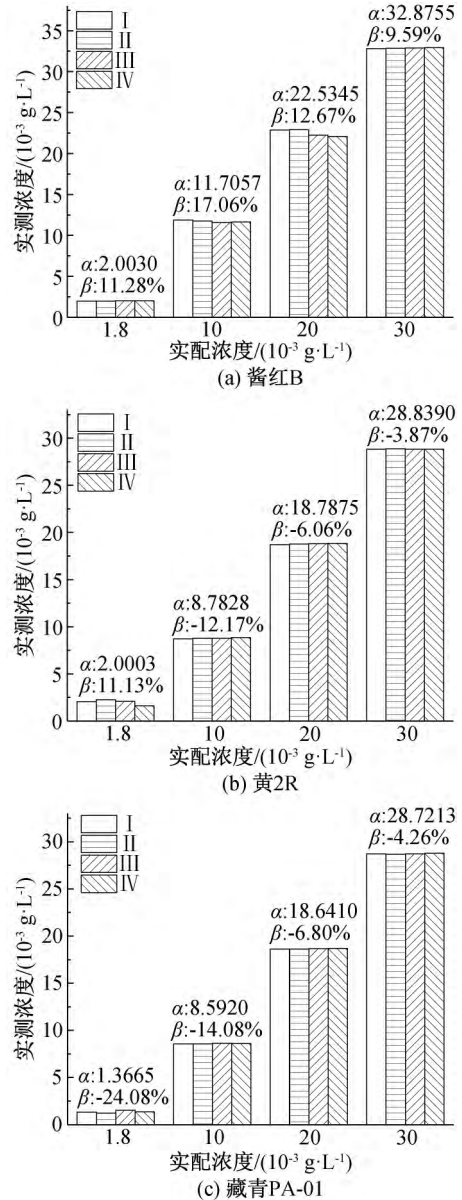 I
II
III
IV
α:32.8755
β:9.59%
α:22.5345
β:12.67%
α:11.7057
β:17.06%
α:2.0030
β:11.28%
35
30
25
20
15
10
5
0
实测浓度/(10⁻³ g·L⁻¹)
1.8 10 20 30
实配浓度/(10⁻³ g·L⁻¹)
(a) 酱红B
I
II
III
IV
α:28.8390
β:-3.87%
α:18.7875
β:-6.06%
α:8.7828
β:-12.17%
α:2.0003
β:11.13%
30
25
20
15
10
5
0
实测浓度/(10⁻³ g·L⁻¹)
1.8 10 20 30
实配浓度/(10⁻³ g·L⁻¹)
(b) 黄2R
I
II
III
IV
α:28.7213
β:-4.26%
α:18.6410
β:-6.80%
α:8.5920
β:-14.08%
α:1.3665
β:-24.08%
30
25
20
15
10
5
0
实测浓度/(10⁻³ g·L⁻¹)
1.8 10 20 30
实配浓度/(10⁻³ g·L⁻¹)
(c) 藏青PA-01